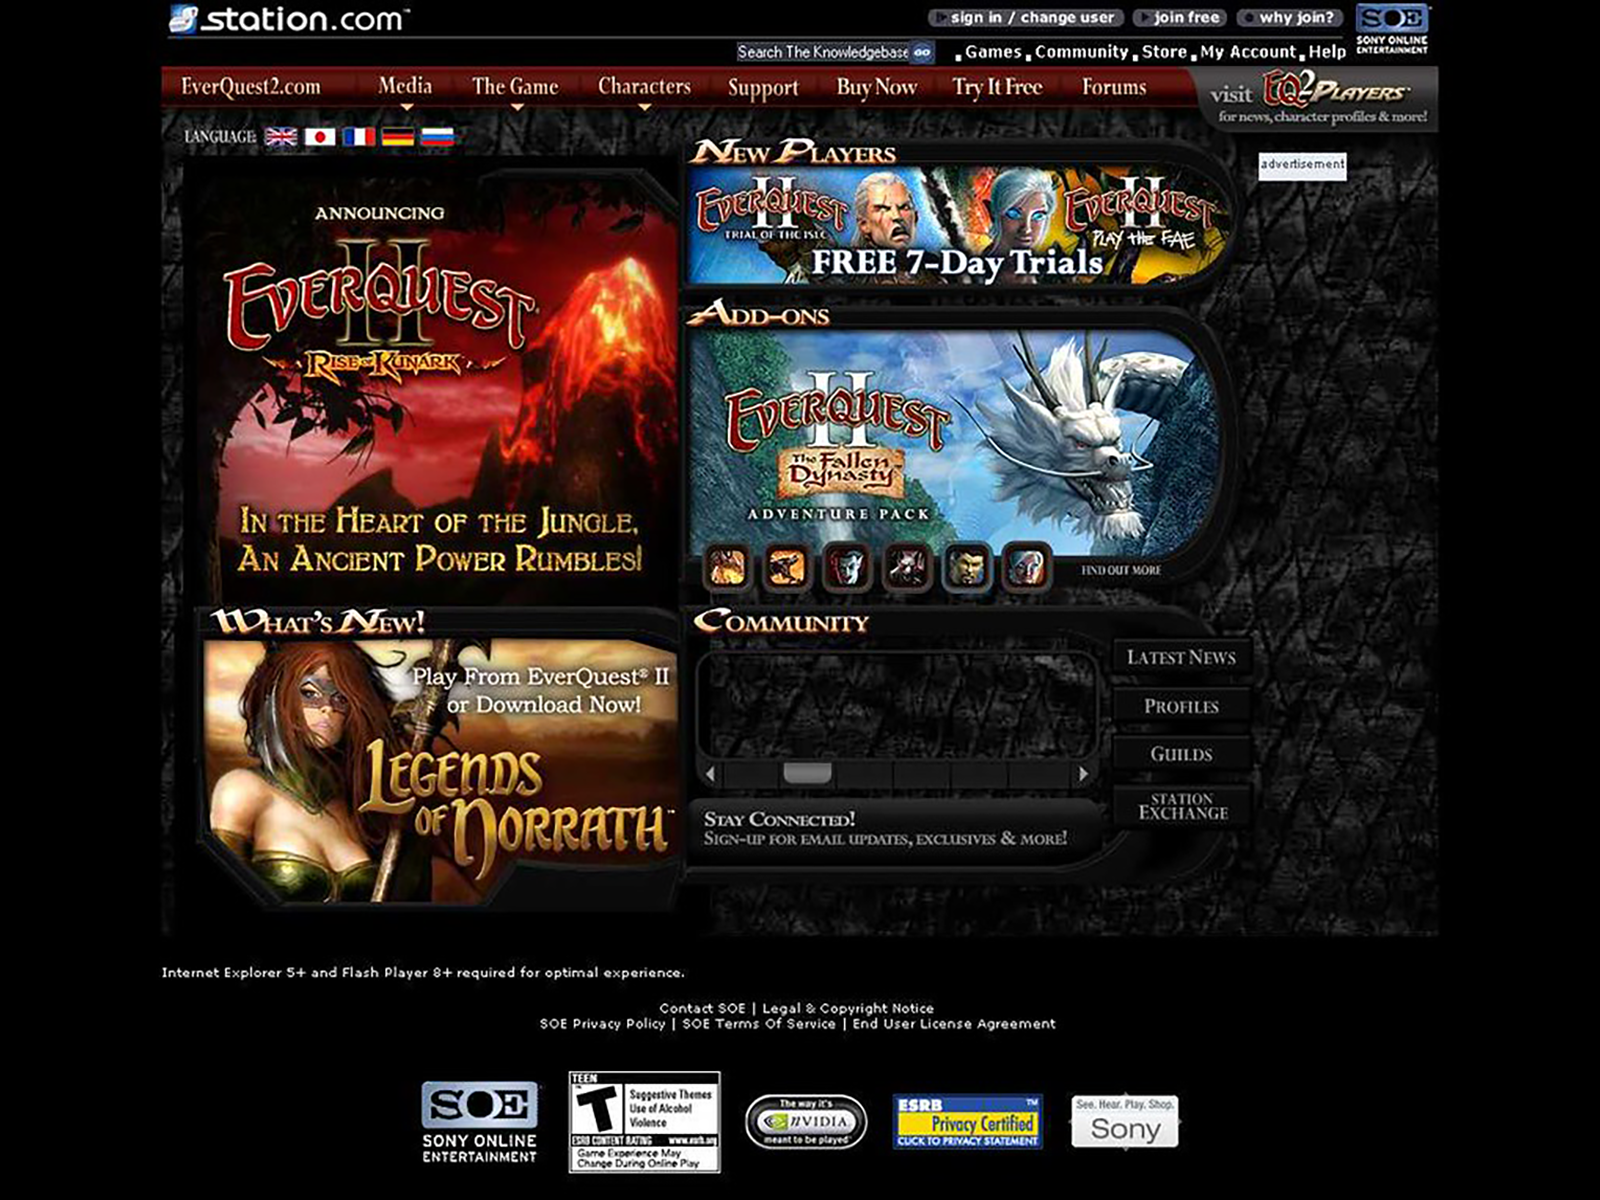 station.com™
sign in / change user
join free
why join?
SOE
SONY ONLINE
ENTERTAINMENT
Search The Knowledgebase GO
Games Community Store My Account Help
EverQuest2.com Media The Game Characters Support Buy Now Try It Free Forums
visit EQ2 PLAYERS™
for news, character profiles & more!
LANGUAGE:
advertisement
ANNOUNCING
II
EVERQUEST®
RISE OF KUNARK
IN THE HEART OF THE JUNGLE,
AN ANCIENT POWER RUMBLES!
NEW PLAYERS
II
EVERQUEST
TRIAL OF THE ISLE
II
EVERQUEST
PLAY THE FAE
FREE 7-Day Trials
ADD-ONS
II
EVERQUEST
The Fallen
Dynasty™
ADVENTURE PACK
FIND OUT MORE
WHAT'S NEW!
Play From EverQuest® II
or Download Now!
LEGENDS
OF NORRATH™
COMMUNITY
LATEST NEWS
PROFILES
GUILDS
STATION
EXCHANGE
STAY CONNECTED!
SIGN-UP FOR EMAIL UPDATES, EXCLUSIVES & MORE!
Internet Explorer 5+ and Flash Player 8+ required for optimal experience.
Contact SOE | Legal & Copyright Notice
SOE Privacy Policy | SOE Terms Of Service | End User License Agreement
SOE
SONY ONLINE
ENTERTAINMENT
TEEN
T
Suggestive Themes
Use of Alcohol
Violence
ESRB CONTENT RATING www.esrb.org
Game Experience May
Change During Online Play
The way it's
nVIDIA
meant to be played
ESRB TM
Privacy Certified
CLICK TO PRIVACY STATEMENT
See. Hear. Play. Shop.
Sony